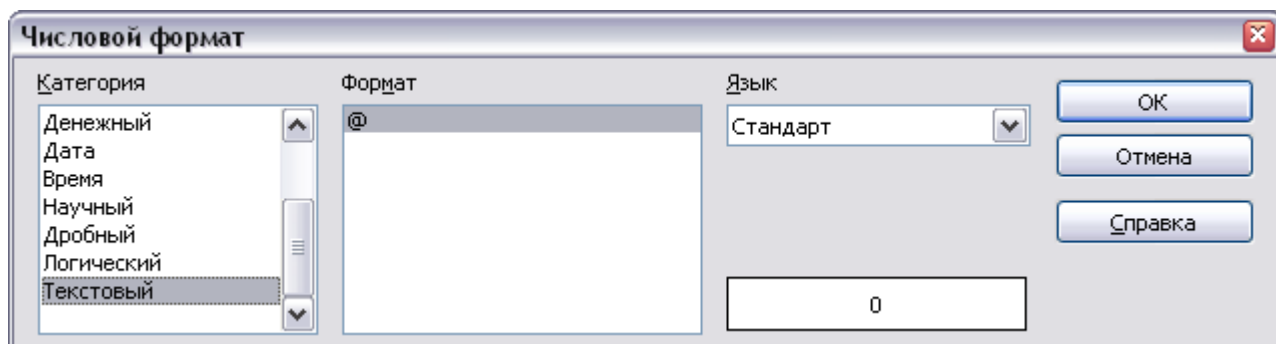 Числовой формат
Категория
Денежный
Дата
Время
Научный
Дробный
Логический
Текстовый
Формат
@
Язык
Стандарт
0
OK
Отмена
Справка